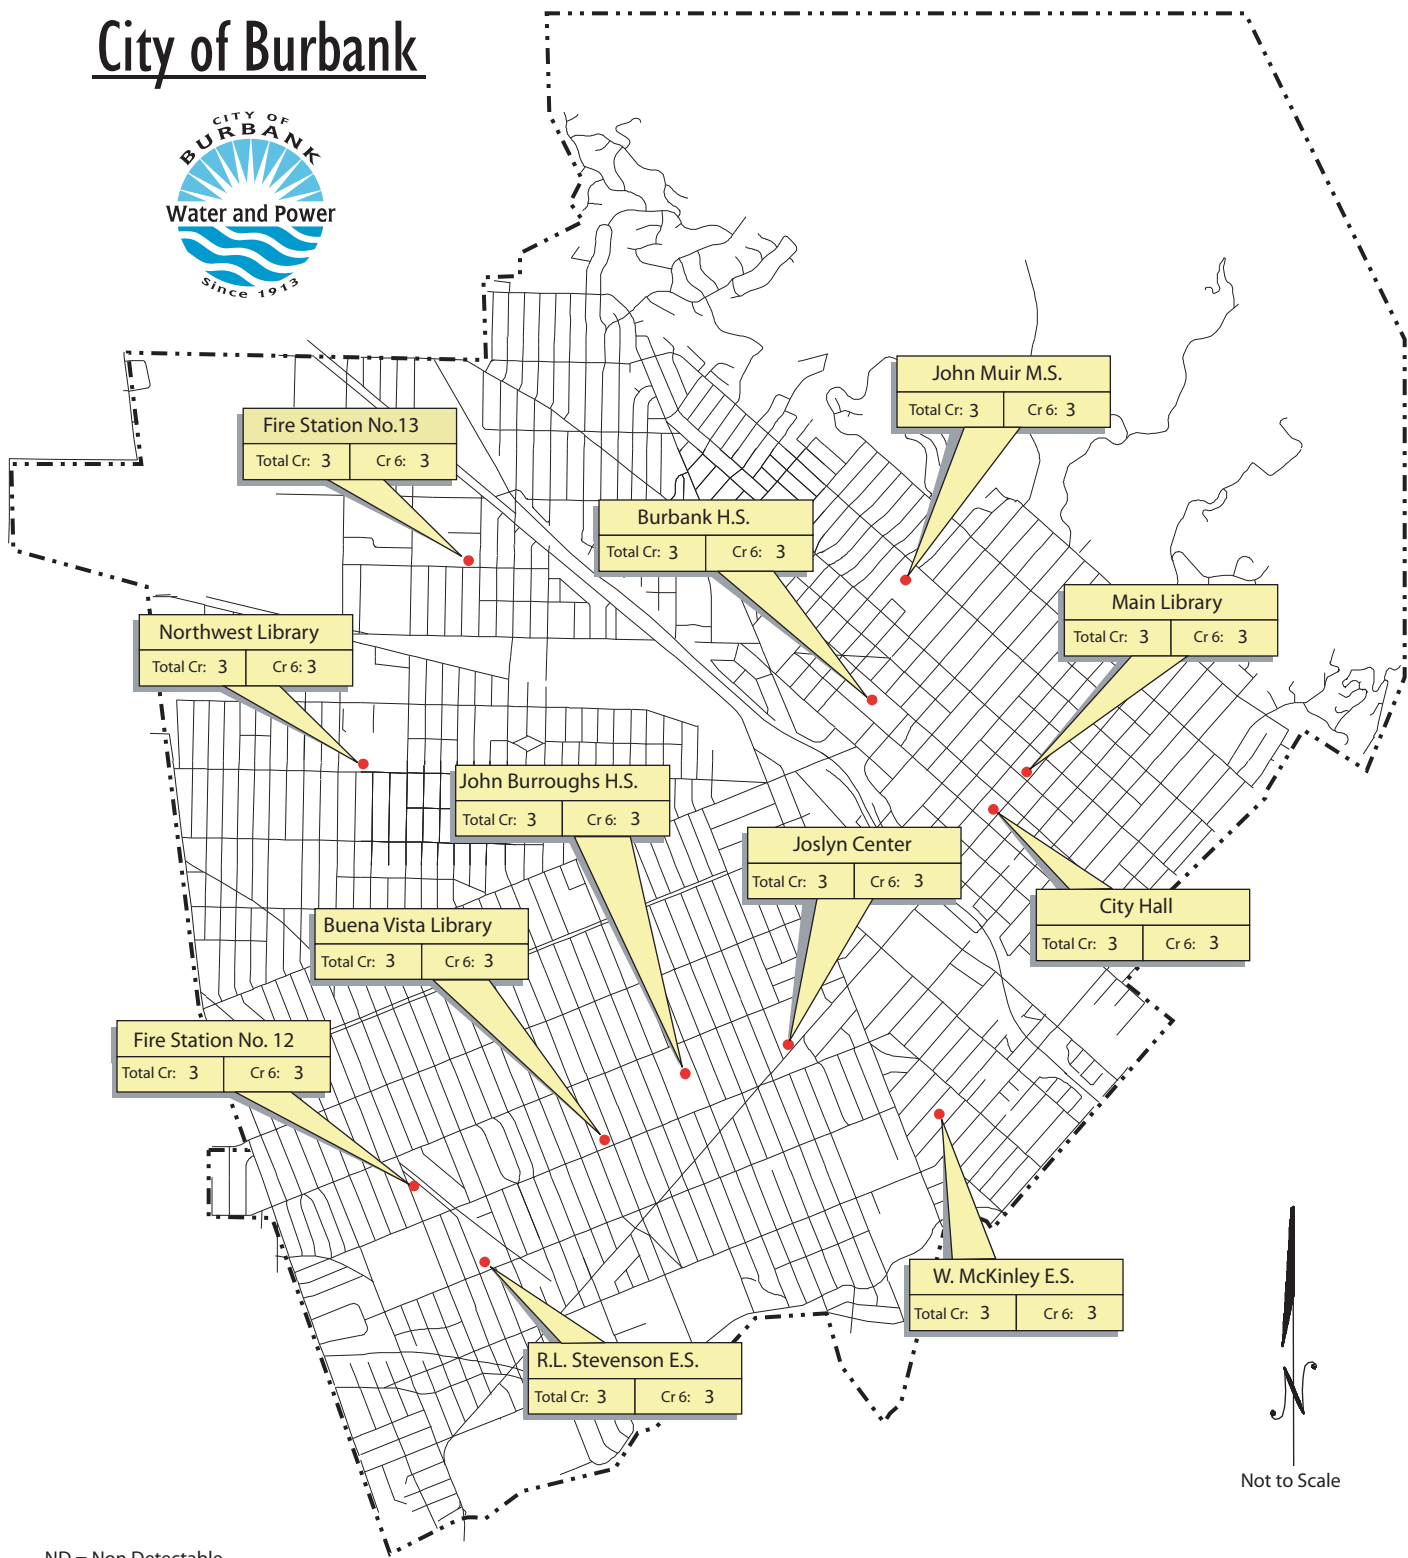 City of Burbank
CITY OF
BURBANK
Water and Power
Since 1913
John Muir M.S.
Total Cr: 3 Cr 6: 3
Fire Station No.13
Total Cr: 3 Cr 6: 3
Burbank H.S.
Total Cr: 3 Cr 6: 3
Main Library
Total Cr: 3 Cr 6: 3
Northwest Library
Total Cr: 3 Cr 6: 3
John Burroughs H.S.
Total Cr: 3 Cr 6: 3
Joslyn Center
Total Cr: 3 Cr 6: 3
City Hall
Total Cr: 3 Cr 6: 3
Buena Vista Library
Total Cr: 3 Cr 6: 3
Fire Station No. 12
Total Cr: 3 Cr 6: 3
W. McKinley E.S.
Total Cr: 3 Cr 6: 3
R.L. Stevenson E.S.
Total Cr: 3 Cr 6: 3
N
Not to Scale
ND = Non Detectable